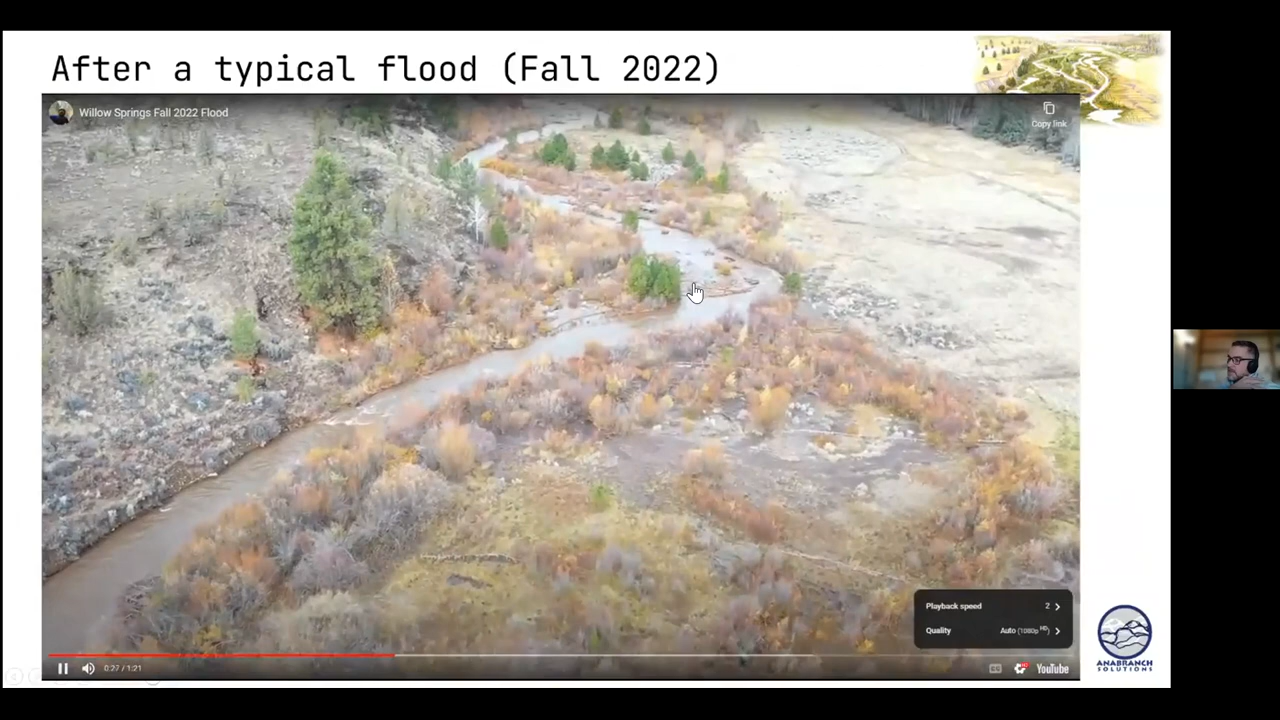 After a typical flood (Fall 2022)
Willow Springs Fall 2022 Flood
Copy link
Playback speed 2
Quality Auto (1080p HD)
0:27 / 1:21
CC
YouTube
ANABRANCH
SOLUTIONS